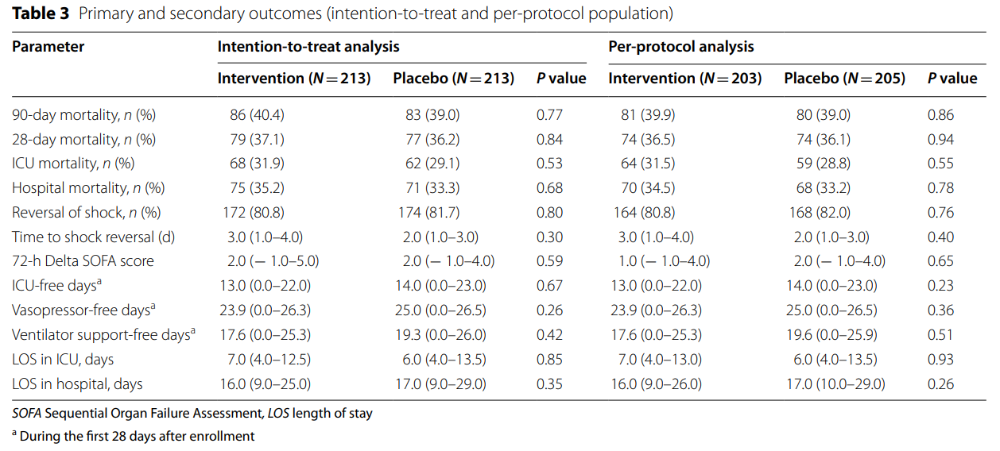 Table 3 Primary and secondary outcomes (intention-to-treat and per-protocol population)
Parameter Intention-to-treat analysis Per-protocol analysis
Intervention (N = 213) Placebo (N = 213) P value Intervention (N = 203) Placebo (N = 205) P value
90-day mortality, n (%) 86 (40.4) 83 (39.0) 0.77 81 (39.9) 80 (39.0) 0.86
28-day mortality, n (%) 79 (37.1) 77 (36.2) 0.84 74 (36.5) 74 (36.1) 0.94
ICU mortality, n (%) 68 (31.9) 62 (29.1) 0.53 64 (31.5) 59 (28.8) 0.55
Hospital mortality, n (%) 75 (35.2) 71 (33.3) 0.68 70 (34.5) 68 (33.2) 0.78
Reversal of shock, n (%) 172 (80.8) 174 (81.7) 0.80 164 (80.8) 168 (82.0) 0.76
Time to shock reversal (d) 3.0 (1.0–4.0) 2.0 (1.0–3.0) 0.30 3.0 (1.0–4.0) 2.0 (1.0–3.0) 0.40
72-h Delta SOFA score 2.0 (− 1.0–5.0) 2.0 (− 1.0–4.0) 0.59 1.0 (− 1.0–4.0) 2.0 (− 1.0–4.0) 0.65
ICU-free daysᵃ 13.0 (0.0–22.0) 14.0 (0.0–23.0) 0.67 13.0 (0.0–22.0) 14.0 (0.0–23.0) 0.23
Vasopressor-free daysᵃ 23.9 (0.0–26.3) 25.0 (0.0–26.5) 0.26 23.9 (0.0–26.3) 25.0 (0.0–26.5) 0.36
Ventilator support-free daysᵃ 17.6 (0.0–25.3) 19.3 (0.0–26.0) 0.42 17.6 (0.0–25.3) 19.6 (0.0–25.9) 0.51
LOS in ICU, days 7.0 (4.0–12.5) 6.0 (4.0–13.5) 0.85 7.0 (4.0–13.0) 6.0 (4.0–13.5) 0.93
LOS in hospital, days 16.0 (9.0–25.0) 17.0 (9.0–29.0) 0.35 16.0 (9.0–26.0) 17.0 (10.0–29.0) 0.26
SOFA Sequential Organ Failure Assessment, LOS length of stay
ᵃ During the first 28 days after enrollment